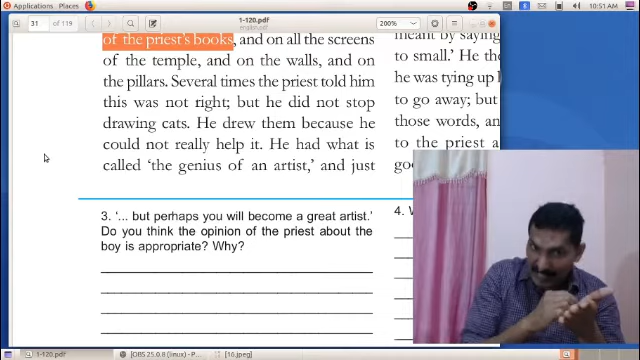 Applications Places
10:51 AM
31 of 119
1-120.pdf
200%
of the priest's books, and on all the screens
of the temple, and on the walls, and on
the pillars. Several times the priest told him
this was not right; but he did not stop
drawing cats. He drew them because he
could not really help it. He had what is
called 'the genius of an artist,' and just
meant by saying
to small.' He th
he was tying up
to go away; but
those words, an
to the priest a
3. '... but perhaps you will become a great artist.'
Do you think the opinion of the priest about the
boy is appropriate? Why?
4. W
1-120.pdf
[OBS 25.0.8 (linux) - P...
[16.jpeg]